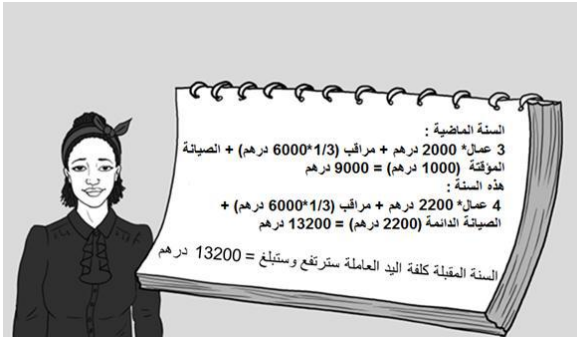 السنة الماضية :
3 عمال* 2000 درهم + مراقب (1/3*6000 درهم) + الصيانة
المؤقتة (1000 درهم) = 9000 درهم
هذه السنة :
4 عمال* 2200 درهم + مراقب (1/3*6000 درهم) +
الصيانة الدائمة (2200 درهم) = 13200 درهم
السنة المقبلة كلفة اليد العاملة سترتفع وستبلغ = 13200 درهم